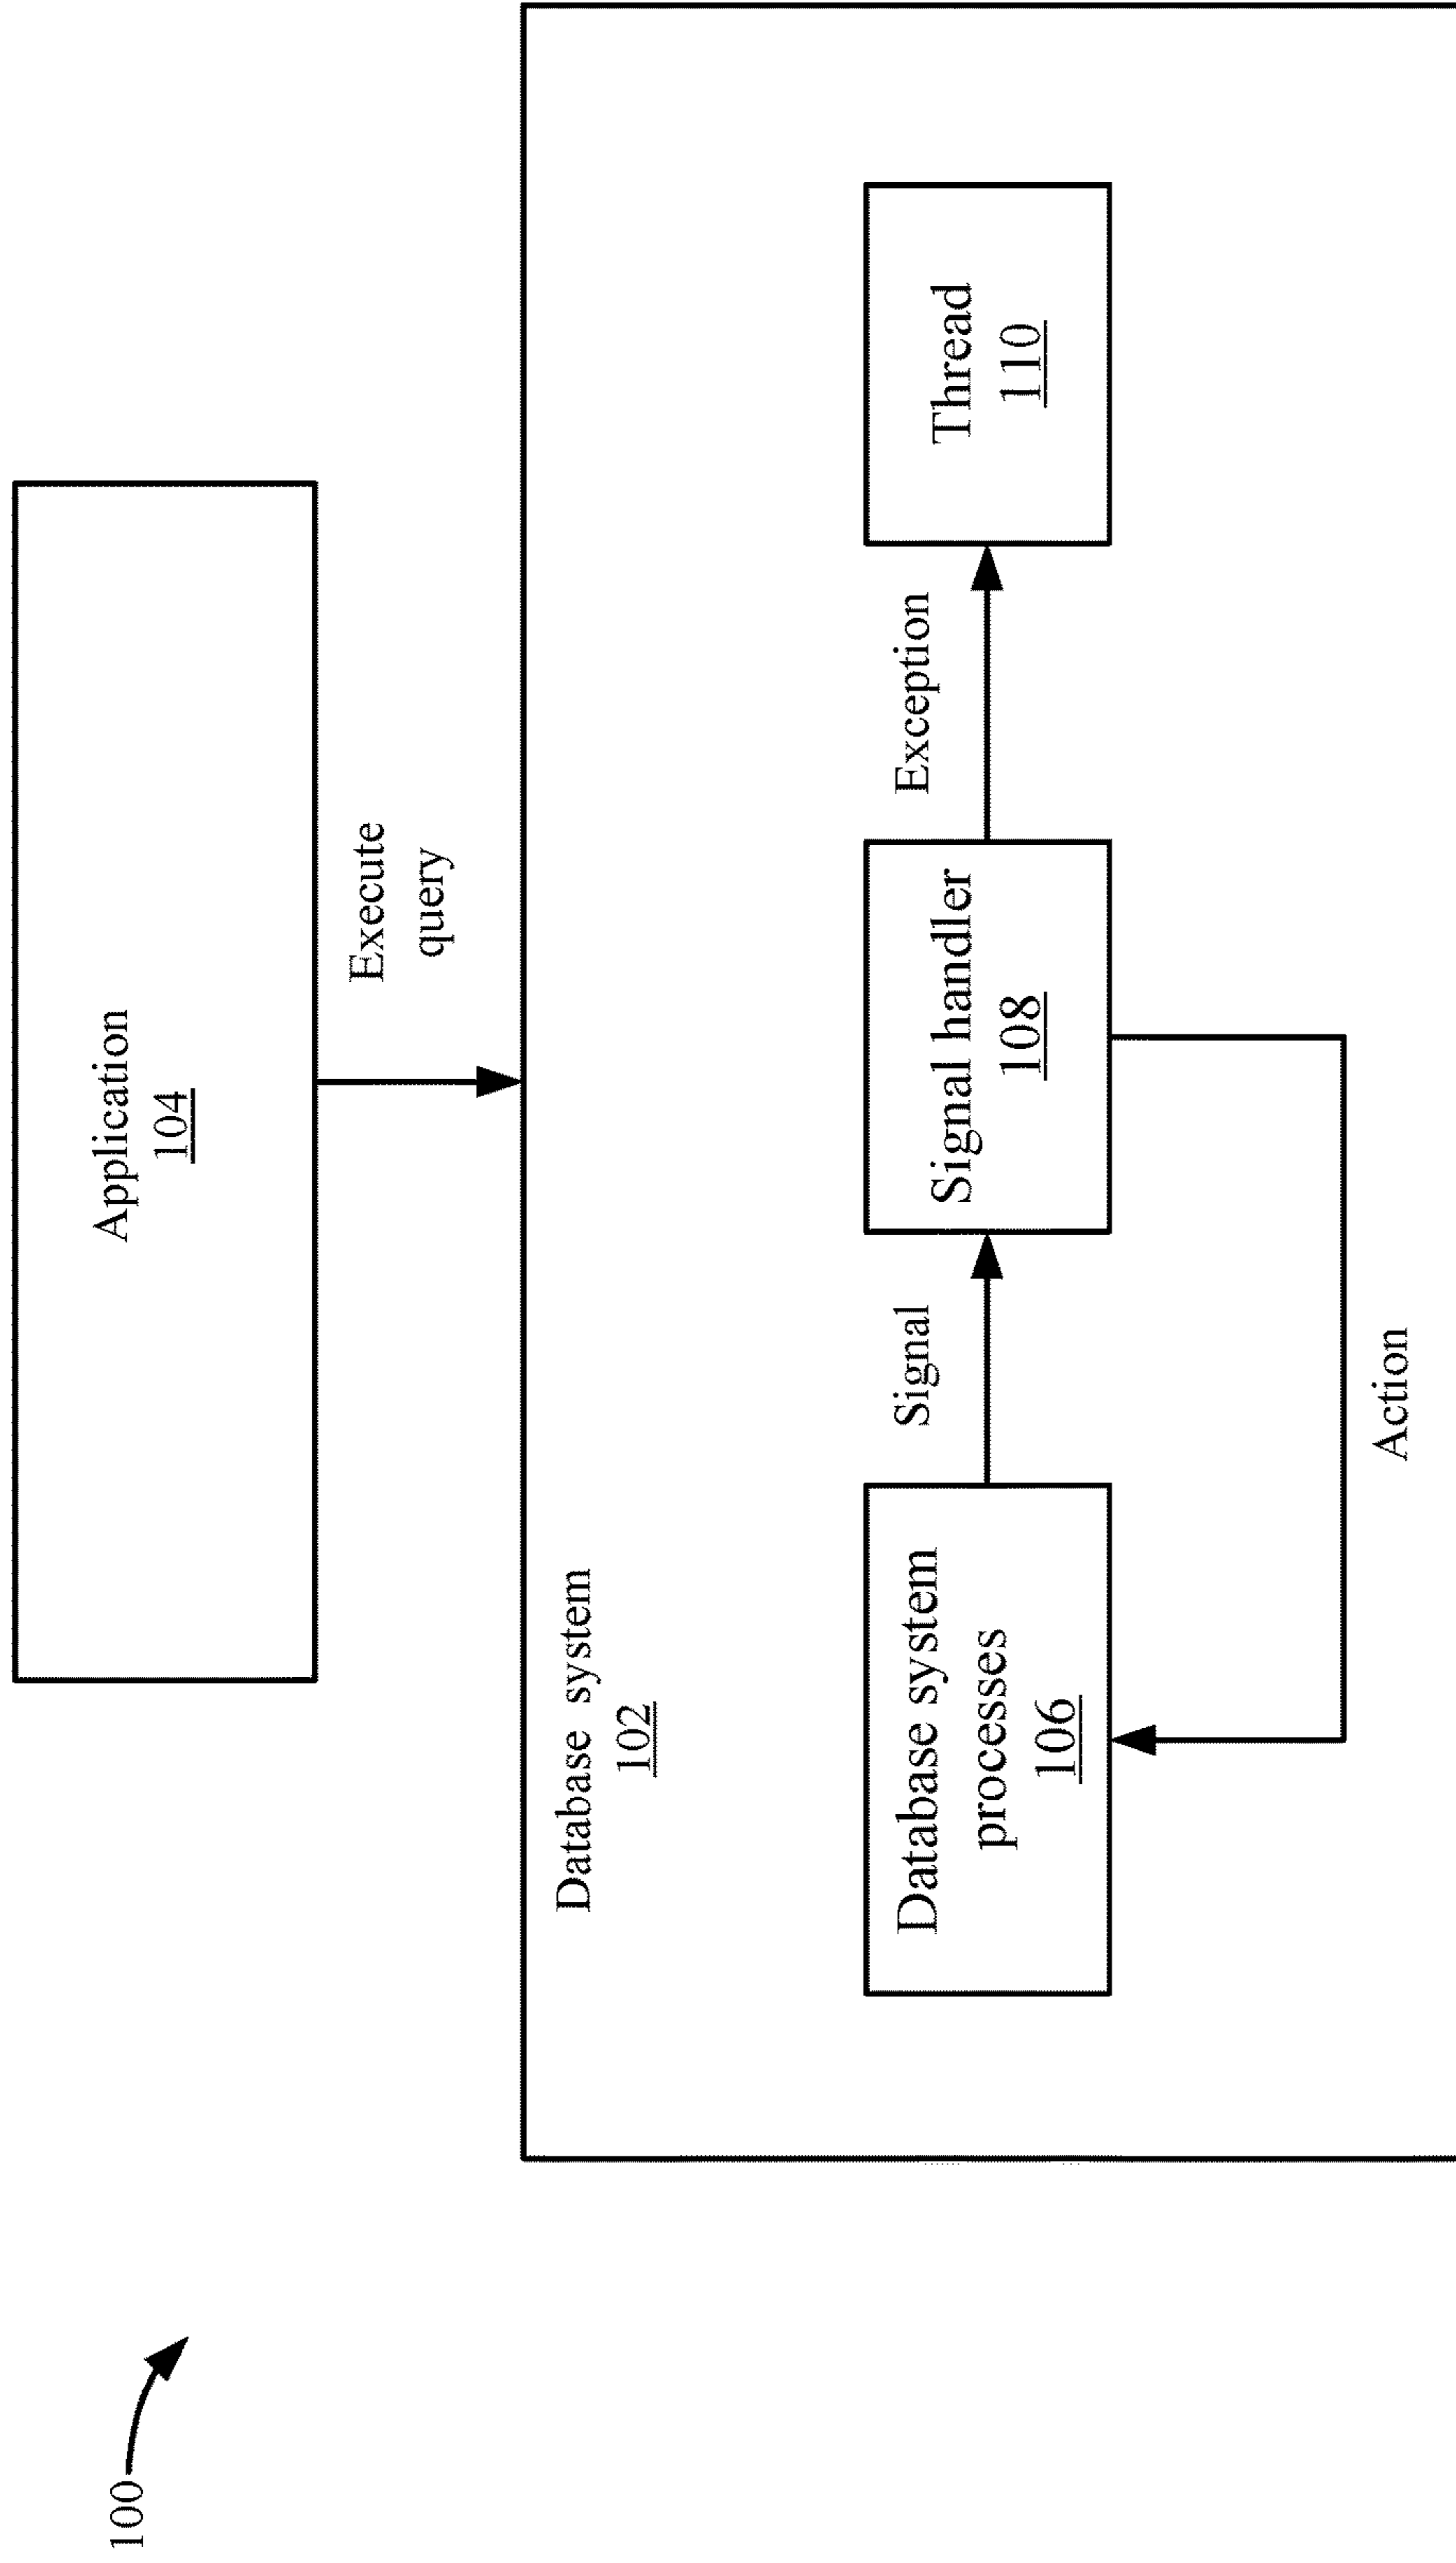 100
Application
104
Execute
query
Database system
102
Database system
processes
106
Signal
Signal handler
108
Exception
Thread
110
Action